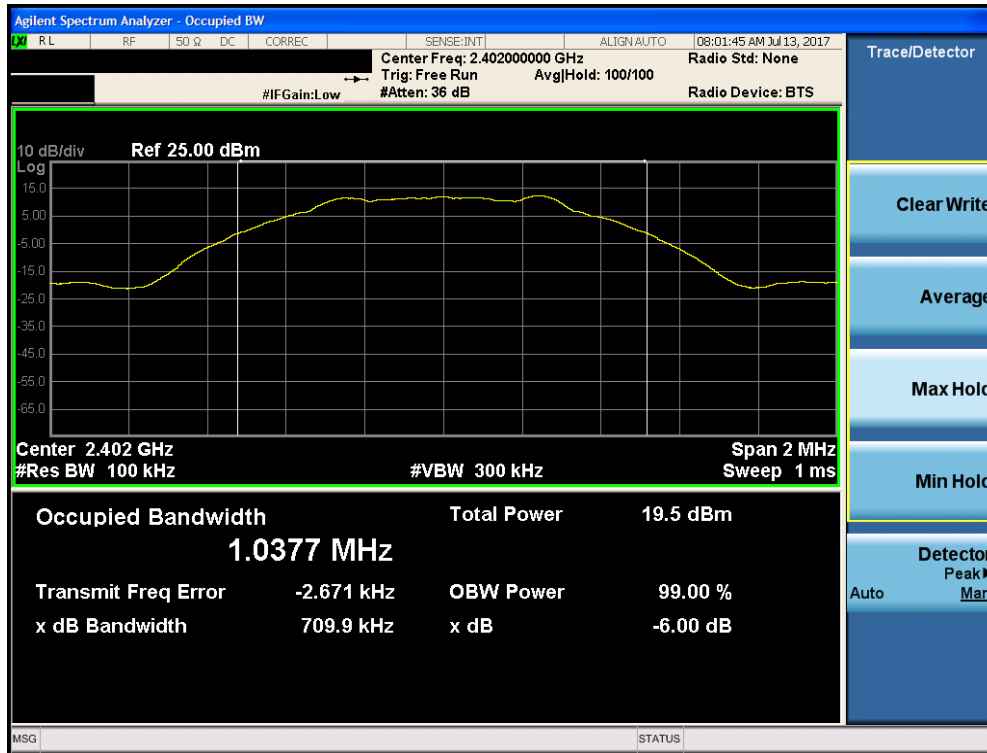 Agilent Spectrum Analyzer - Occupied BW
LXI RL RF 50 Ω DC CORREC SENSE:INT ALIGN AUTO 08:01:45 AM Jul 13, 2017
Center Freq: 2.402000000 GHz Radio Std: None
Trig: Free Run Avg|Hold: 100/100
#IFGain:Low #Atten: 36 dB Radio Device: BTS
Trace/Detector
10 dB/div Ref 25.00 dBm
Log
15.0
5.00
-5.00
-15.0
-25.0
-35.0
-45.0
-55.0
-65.0
Center 2.402 GHz Span 2 MHz
#Res BW 100 kHz #VBW 300 kHz Sweep 1 ms
Occupied Bandwidth Total Power 19.5 dBm
1.0377 MHz
Transmit Freq Error -2.671 kHz OBW Power 99.00 %
x dB Bandwidth 709.9 kHz x dB -6.00 dB
Clear Write
Average
Max Hold
Min Hold
Detector
Peak
Auto Man
MSG STATUS